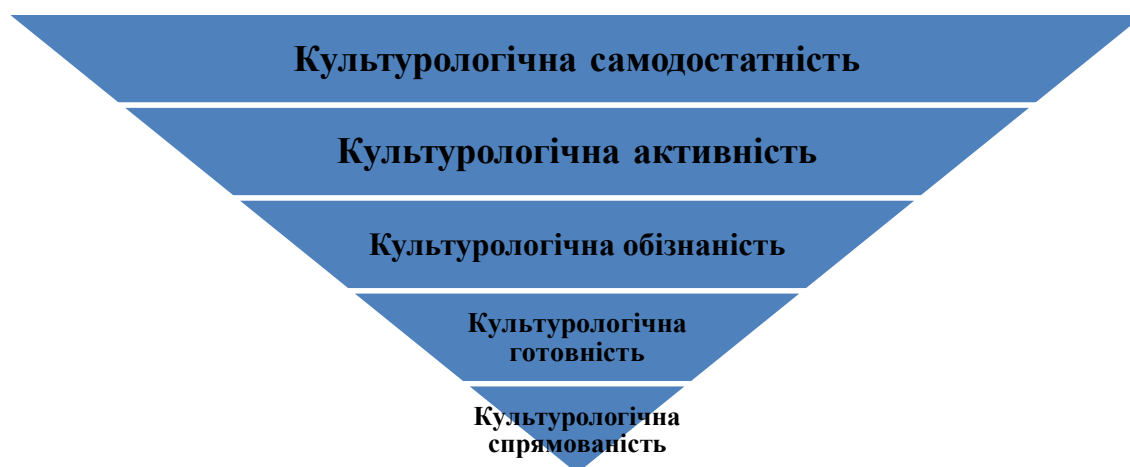 Культурологічна самодостатність
Культурологічна активність
Культурологічна обізнаність
Культурологічна
готовність
Культурологічна
спрямованість